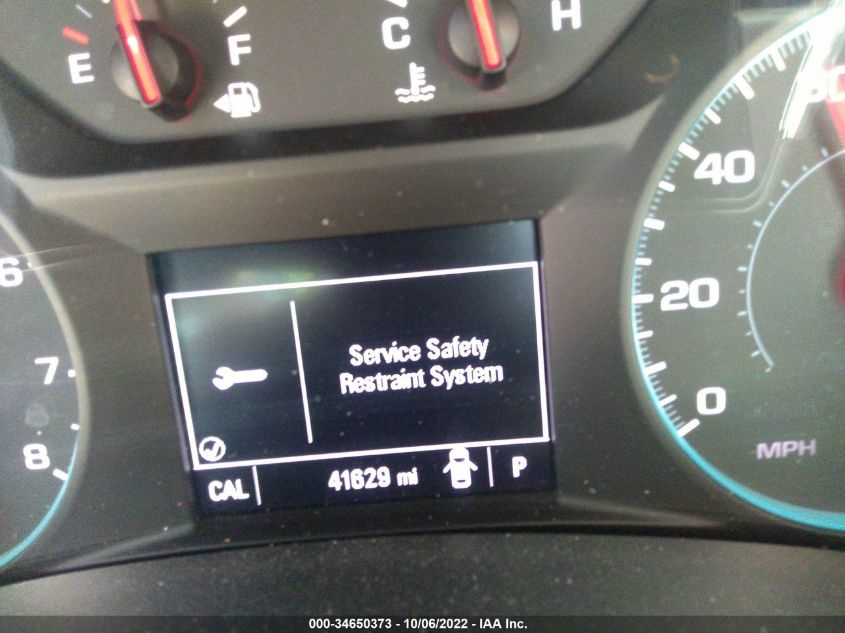 E F C H
6
7
8
40
20
0
MPH
Service Safety
Restraint System
CAL 41629 mi P
000-34650373 - 10/06/2022 - IAA Inc.